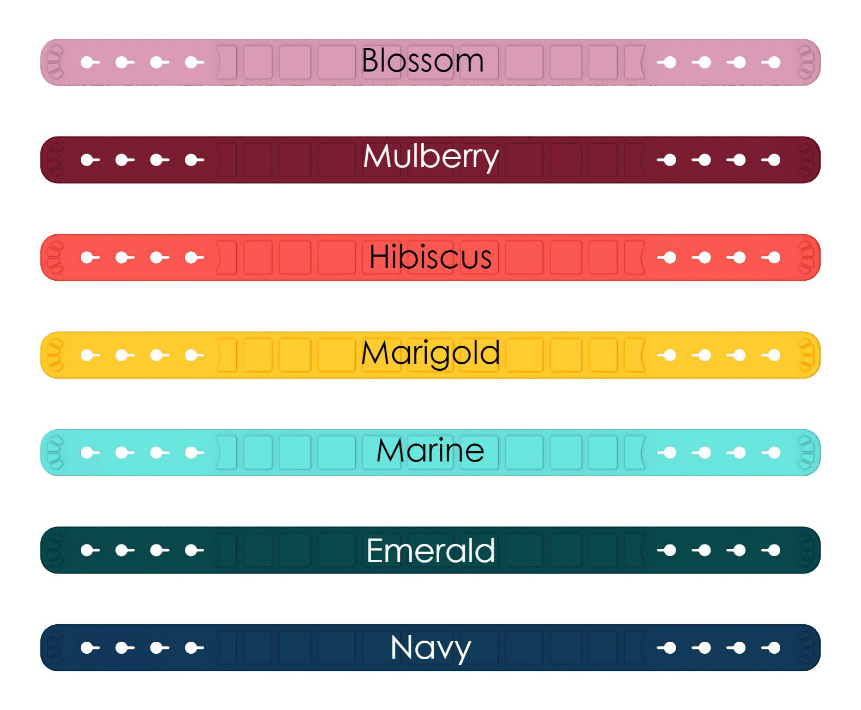 Blossom
Mulberry
Hibiscus
Marigold
Marine
Emerald
Navy